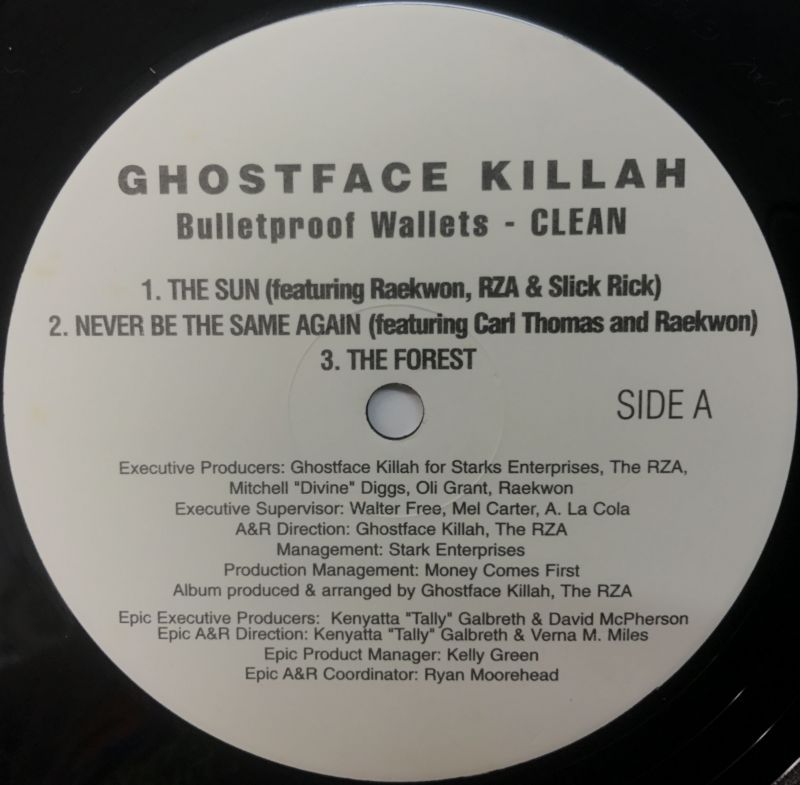 GHOSTFACE KILLAH
Bulletproof Wallets - CLEAN
1. THE SUN (featuring Raekwon, RZA & Slick Rick)
2. NEVER BE THE SAME AGAIN (featuring Carl Thomas and Raekwon)
3. THE FOREST
SIDE A
Executive Producers: Ghostface Killah for Starks Enterprises, The RZA,
Mitchell "Divine" Diggs, Oli Grant, Raekwon
Executive Supervisor: Walter Free, Mel Carter, A. La Cola
A&R Direction: Ghostface Killah, The RZA
Management: Stark Enterprises
Production Management: Money Comes First
Album produced & arranged by Ghostface Killah, The RZA
Epic Executive Producers: Kenyatta "Tally" Galbreth & David McPherson
Epic A&R Direction: Kenyatta "Tally" Galbreth & Verna M. Miles
Epic Product Manager: Kelly Green
Epic A&R Coordinator: Ryan Moorehead